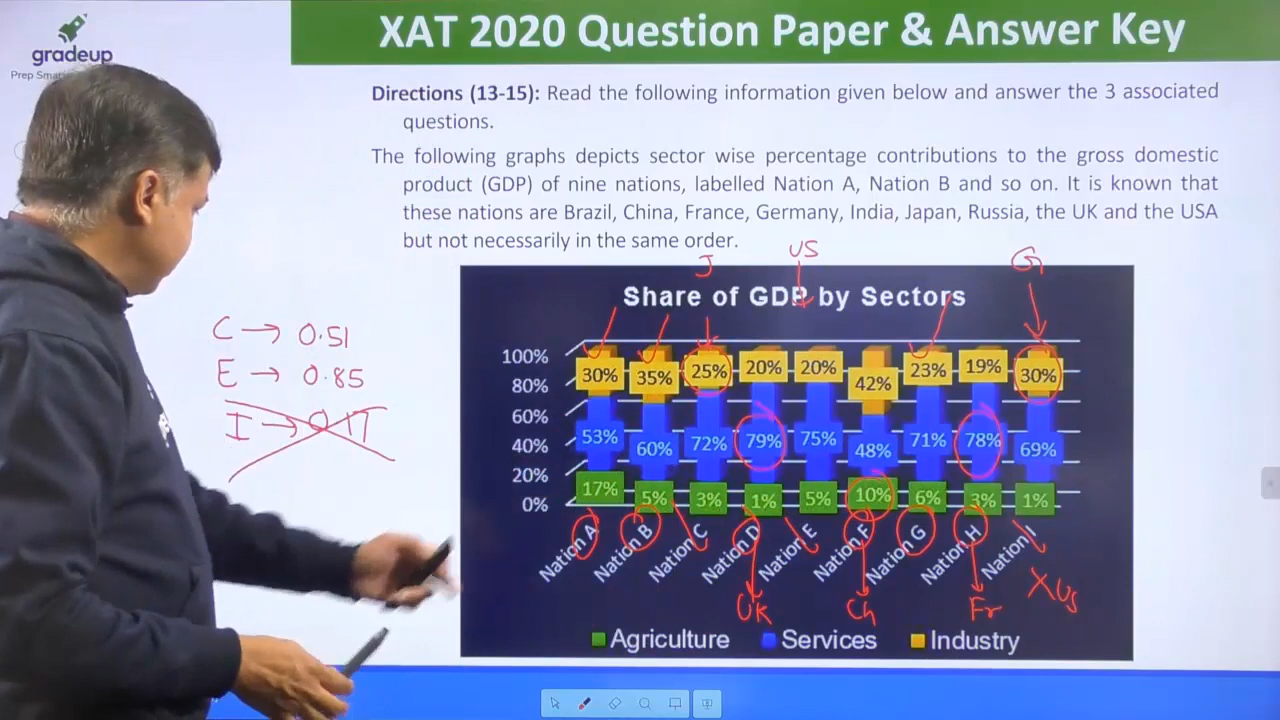 gradeup
XAT 2020 Question Paper & Answer Key
Directions (13-15): Read the following information given below and answer the 3 associated
questions.
The following graphs depicts sector wise percentage contributions to the gross domestic
product (GDP) of nine nations, labelled Nation A, Nation B and so on. It is known that
these nations are Brazil, China, France, Germany, India, Japan, Russia, the UK and the USA
but not necessarily in the same order.
J US G
Share of GDP by Sectors
C → 0.51
E → 0.85
100%
80%
60%
40%
20%
0%
30% 35% 25% 20% 20% 42% 23% 19% 30%
53% 60% 72% 79% 75% 48% 71% 78% 69%
17% 5% 3% 1% 5% 10% 6% 3% 1%
Nation A Nation B Nation C Nation D Nation E Nation F Nation G Nation H Nation I
UK Ch Fr X US
Agriculture Services Industry